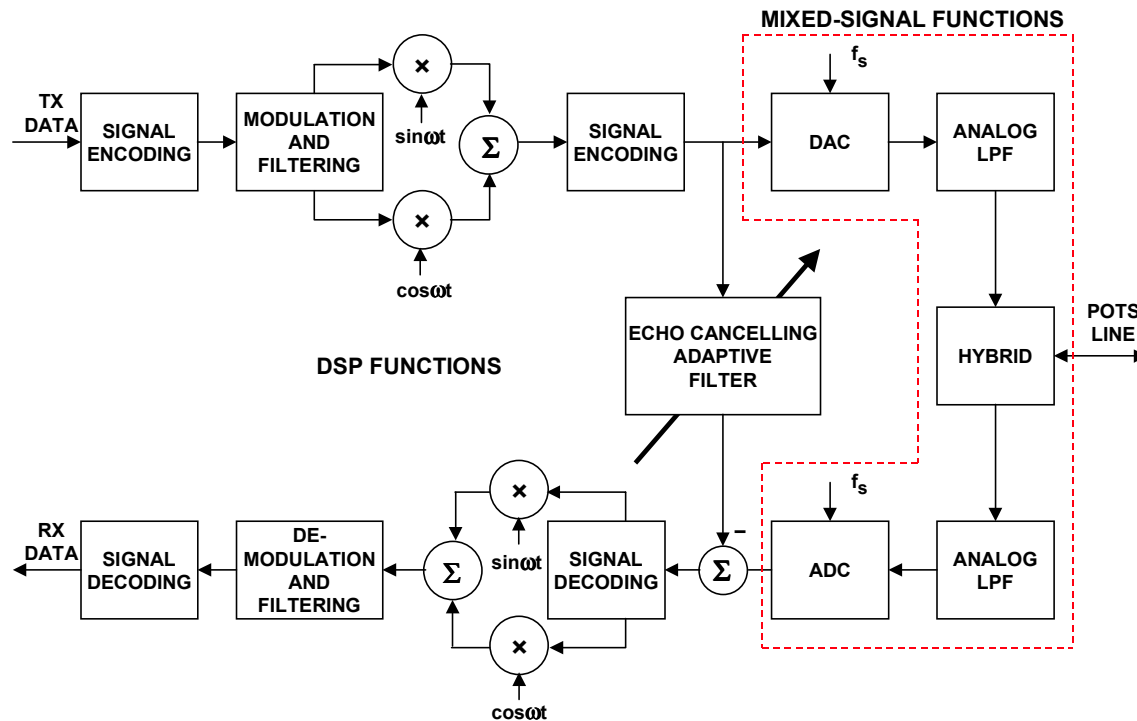 MIXED-SIGNAL FUNCTIONS
TX
DATA
SIGNAL
ENCODING
MODULATION
AND
FILTERING
×
sinωt
×
cosωt
Σ
SIGNAL
ENCODING
fs
DAC
ANALOG
LPF
ECHO CANCELLING
ADAPTIVE
FILTER
HYBRID
POTS
LINE
DSP FUNCTIONS
RX
DATA
SIGNAL
DECODING
DE-
MODULATION
AND
FILTERING
Σ
×
sinωt
×
cosωt
SIGNAL
DECODING
–
Σ
fs
ADC
ANALOG
LPF